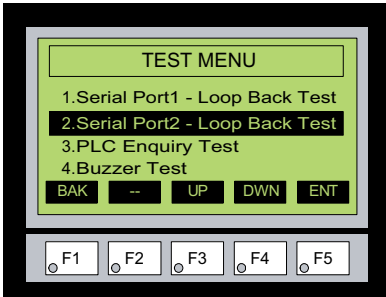 TEST MENU
1.Serial Port1 - Loop Back Test
2.Serial Port2 - Loop Back Test
3.PLC Enquiry Test
4.Buzzer Test
BAK -- UP DWN ENT
F1 F2 F3 F4 F5